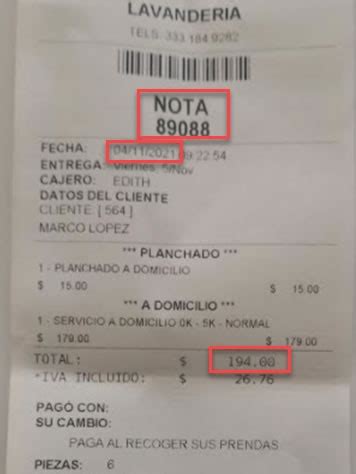 LAVANDERIA
TELS. 333 184 9282
NOTA
89088
FECHA: 04/11/2021 09:22:54
ENTREGA: Viernes, 5/Nov
CAJERO: EDITH
DATOS DEL CLIENTE
CLIENTE: [ 564 ]
MARCO LOPEZ
*** PLANCHADO ***
1 - PLANCHADO A DOMICILIO
$ 15.00 $ 15.00
*** A DOMICILIO ***
1 - SERVICIO A DOMICILIO 0K - 5K - NORMAL
$ 179.00 $ 179.00
TOTAL: $ 194.00
*IVA INCLUIDO: $ 26.76
PAGÓ CON:
SU CAMBIO:
PAGA AL RECOGER SUS PRENDAS
PIEZAS: 6